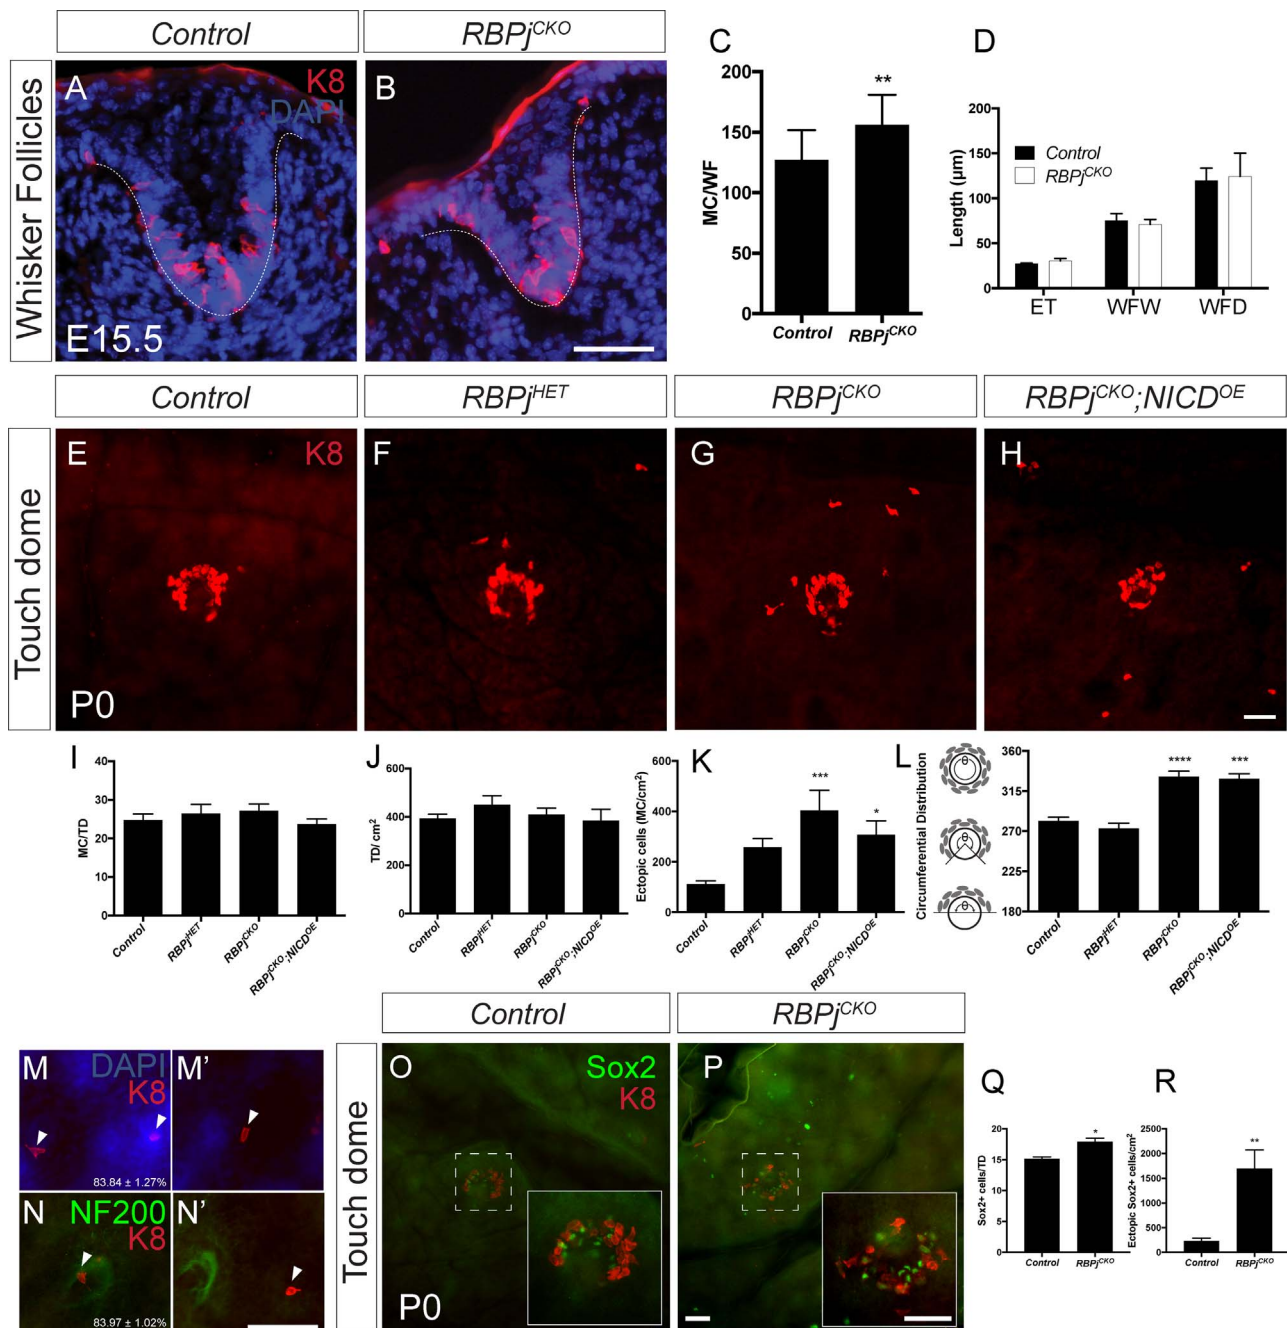 Control
RBPj^CKO
Whisker Follicles
A
K8
DAPI
E15.5
B
C
MC/WF
200
150
100
50
0
**
Control
RBPj^CKO
D
Length (µm)
200
150
100
50
0
Control
RBPj^CKO
ET
WFW
WFD
Control
RBPj^HET
RBPj^CKO
RBPj^CKO;NICD^OE
Touch dome
E
K8
P0
F
G
H
I
MC/TD
40
30
20
10
0
Control
RBPj^HET
RBPj^CKO
RBPj^CKO;NICD^OE
J
TD/ cm²
600
400
200
0
Control
RBPj^HET
RBPj^CKO
RBPj^CKO;NICD^OE
K
Ectopic cells (MC/cm²)
600
400
200
0
***
*
Control
RBPj^HET
RBPj^CKO
RBPj^CKO;NICD^OE
L
Circumferential Distribution
360
315
270
225
180
****
***
Control
RBPj^HET
RBPj^CKO
RBPj^CKO;NICD^OE
Control
RBPj^CKO
M
DAPI
K8
83.84 ± 1.27%
M'
N
NF200
K8
83.97 ± 1.02%
N'
Touch dome
O
Sox2
K8
P0
P
Q
Sox2+ cells/TD
20
15
10
5
0
*
Control
RBPj^CKO
R
Ectopic Sox2+ cells/cm²
2500
2000
1500
1000
500
0
**
Control
RBPj^CKO